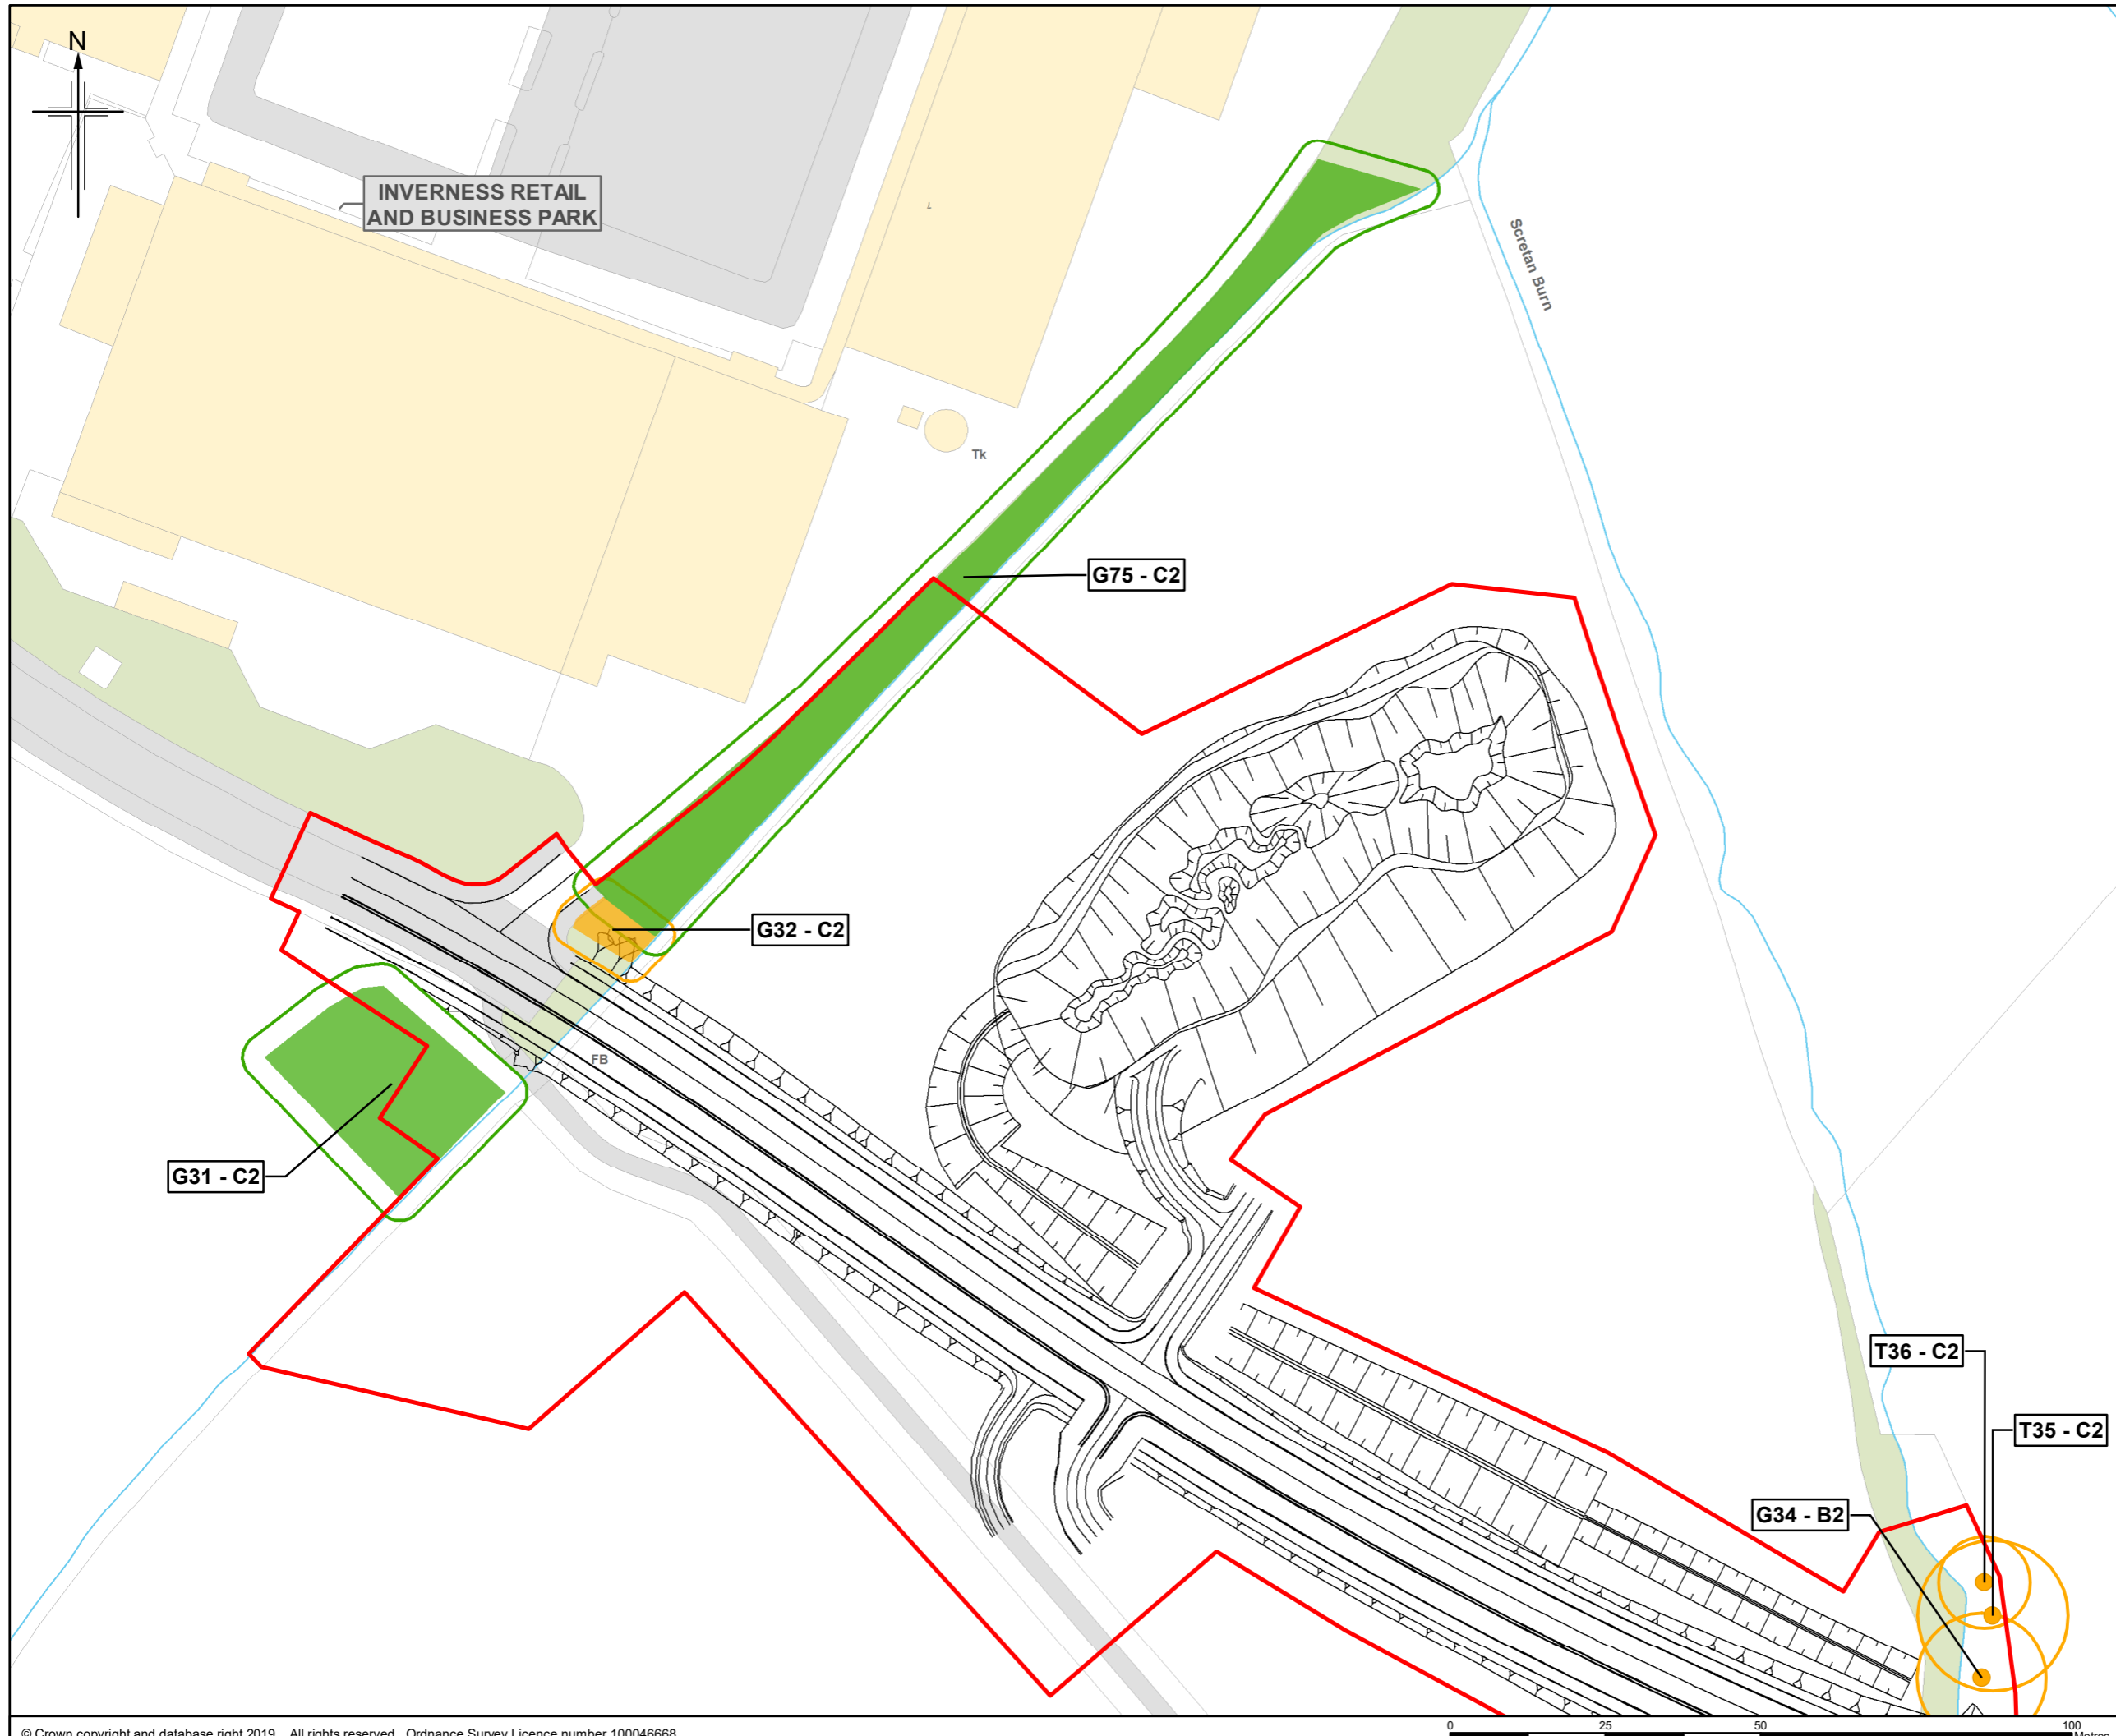 N
INVERNESS RETAIL
AND BUSINESS PARK
L
Scretan Burn
Tk
G75 - C2
G32 - C2
FB
G31 - C2
T36 - C2
T35 - C2
G34 - B2
© Crown copyright and database right 2019. All rights reserved. Ordnance Survey Licence number 100046668.
0 25 50 100
Metres